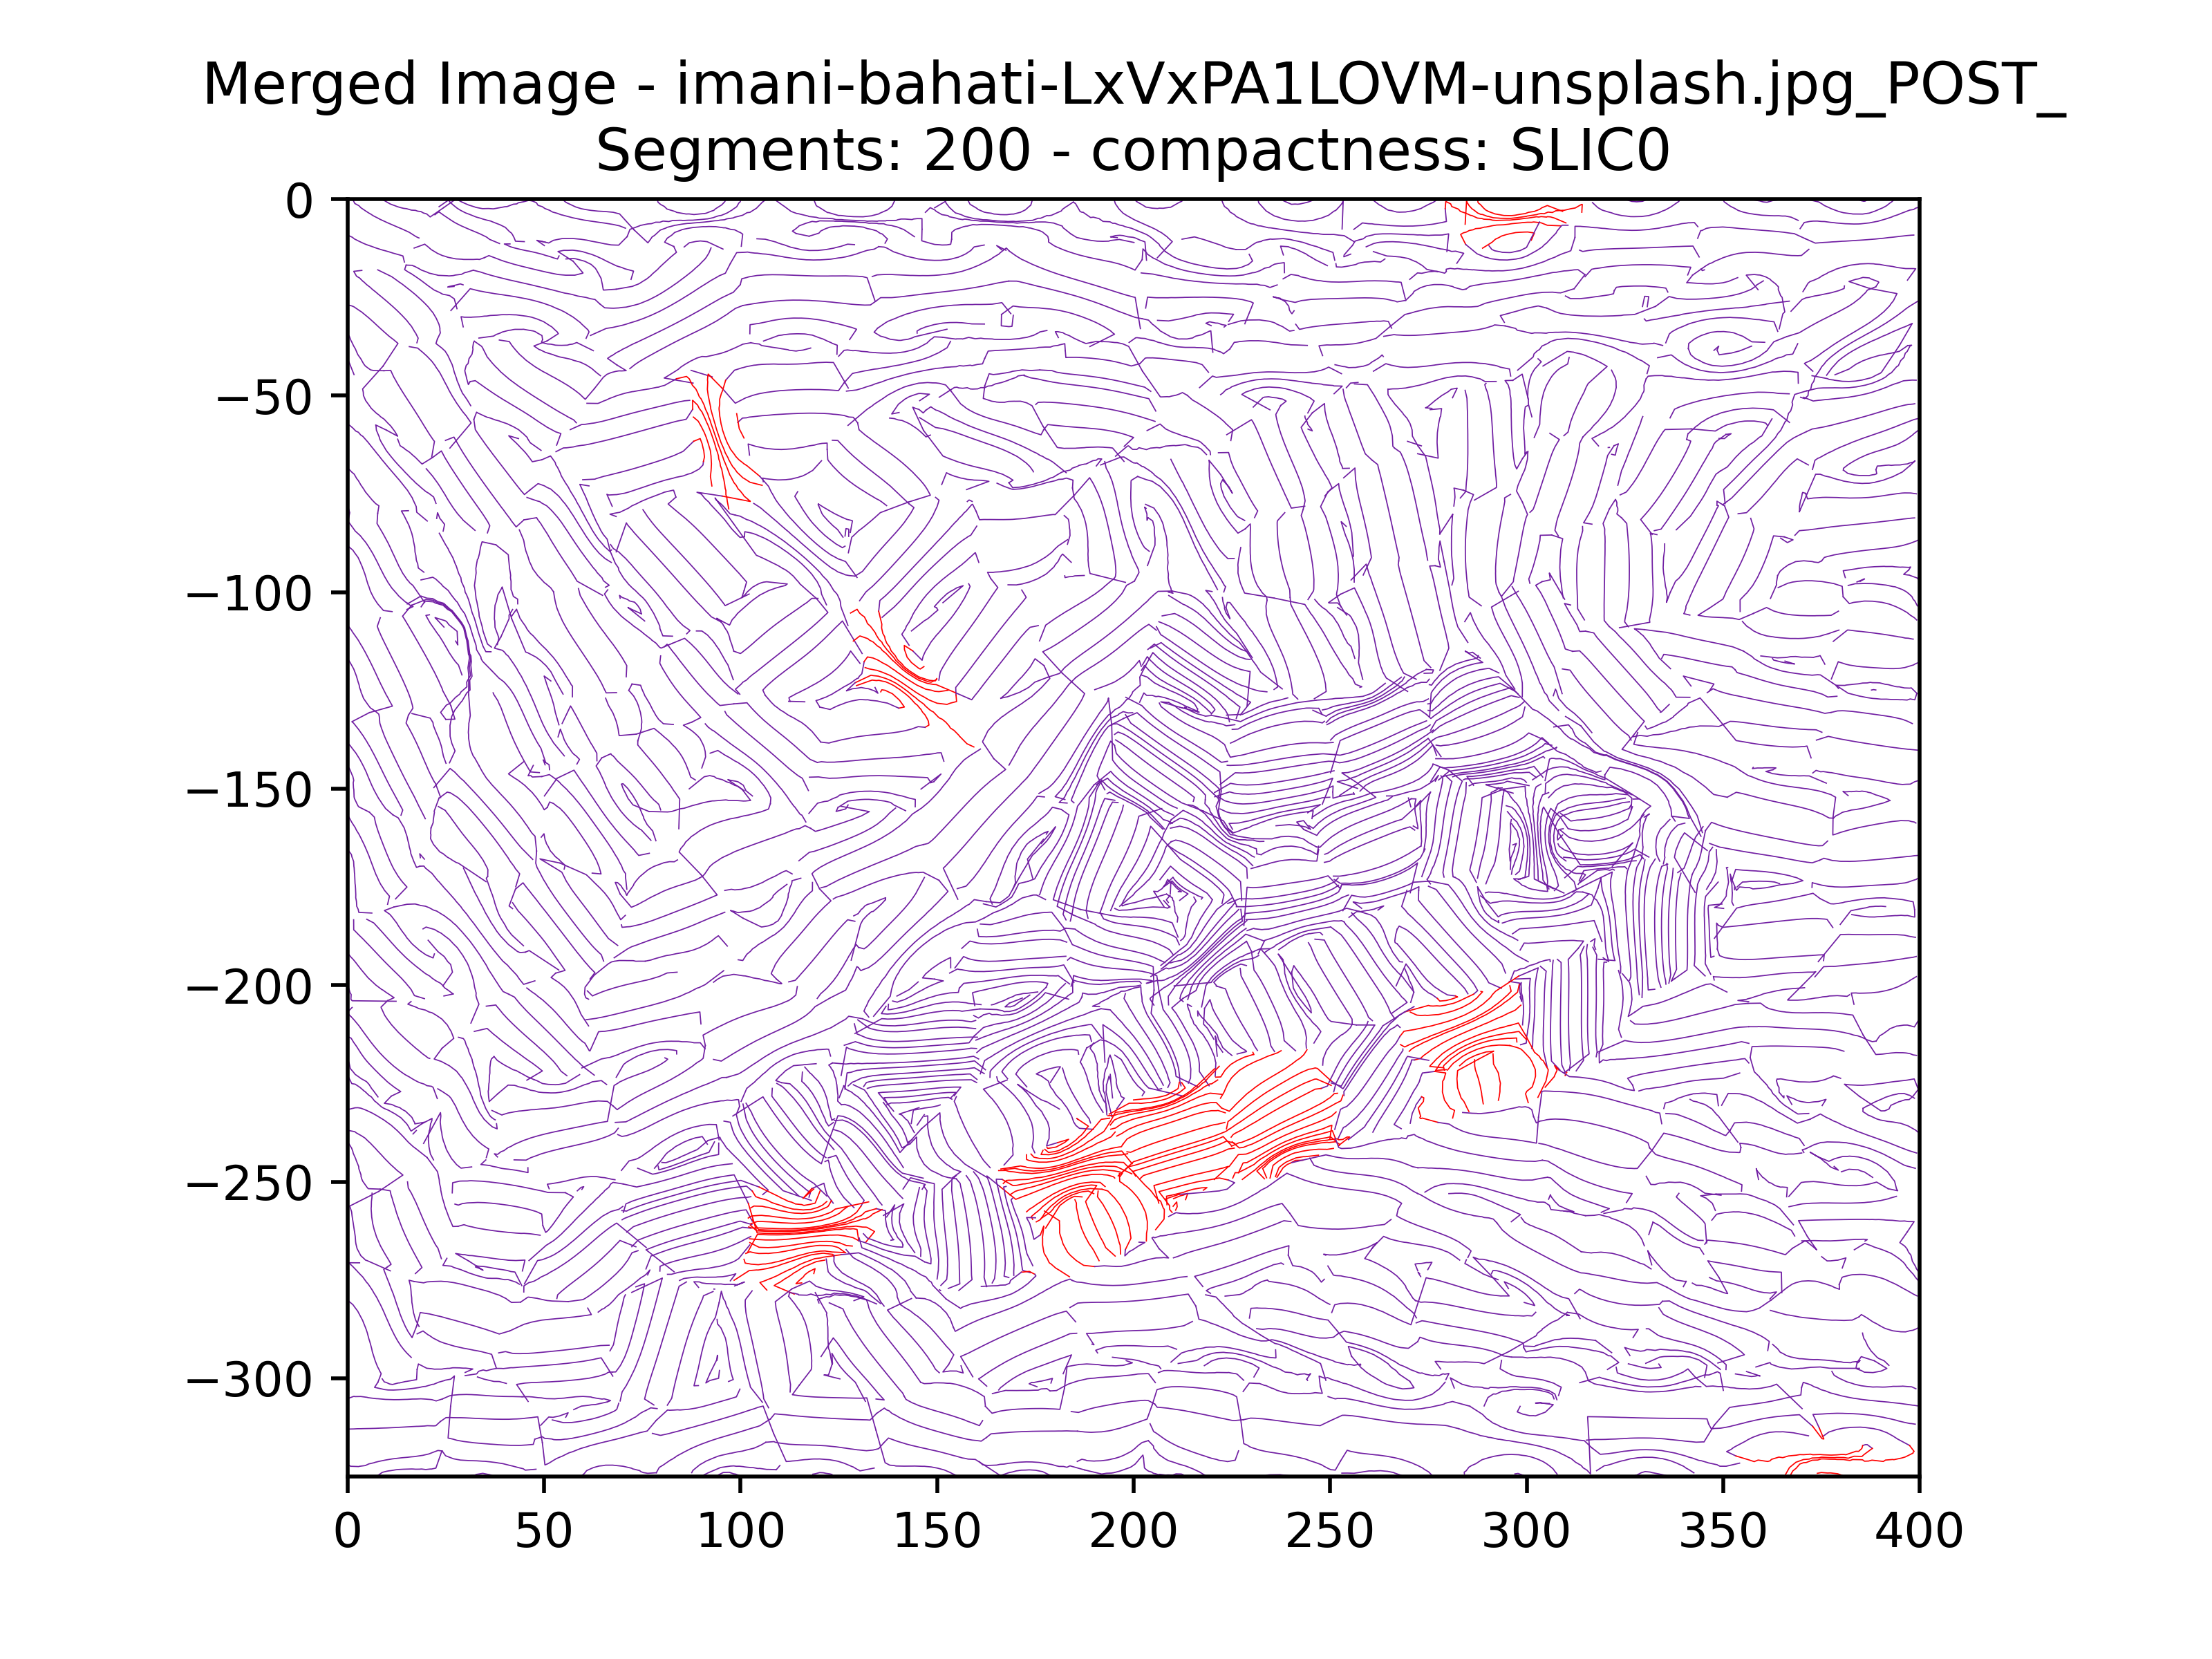 Merged Image - imani-bahati-LxVxPA1LOVM-unsplash.jpg_POST_
Segments: 200 - compactness: SLIC0
0
−50
−100
−150
−200
−250
−300
0 50 100 150 200 250 300 350 400